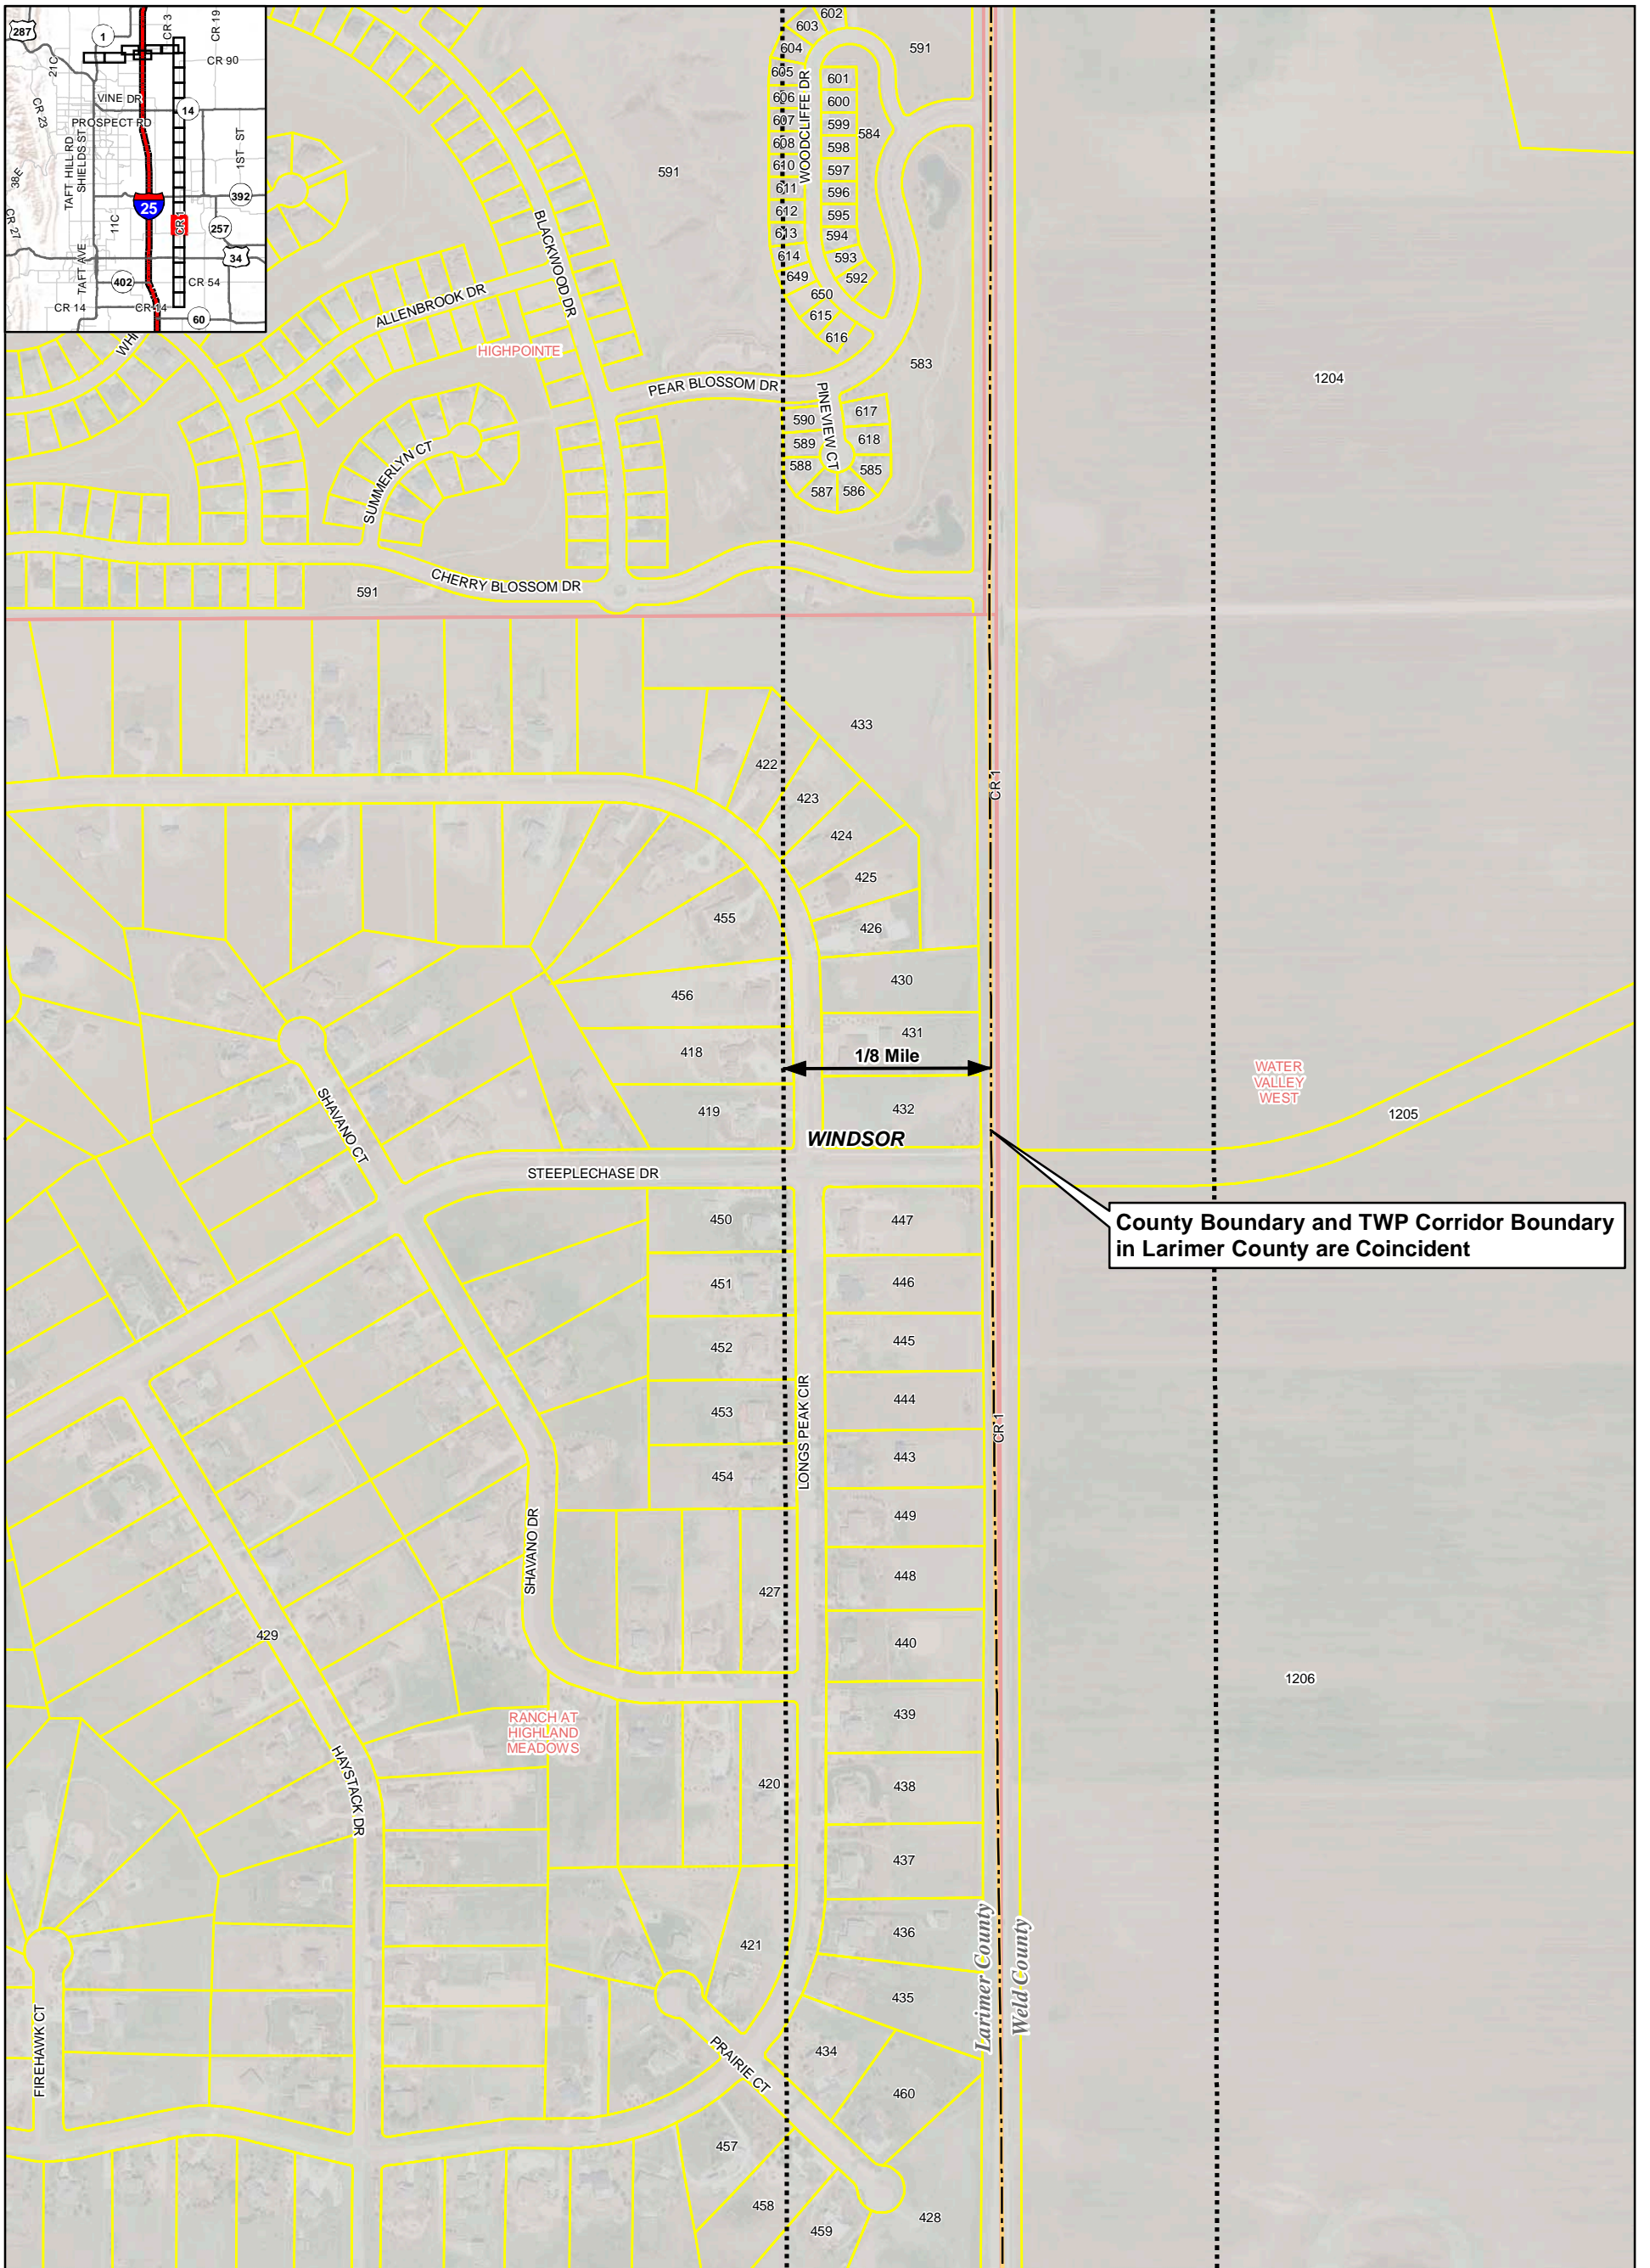 287
1
CR 3
CR 19
21C
CR 90
CR 23
VINE DR
14
PROSPECT RD
TAFT HILL RD
SHIELDS ST
1ST ST
38E
392
25
CR 27
11C
CR 1
257
34
TAFT AVE
402
CR 54
CR 14
CR 14
60
602
603
604
591
605
601
606
600
607
599
584
608
598
591
610
597
611
596
612
595
613
594
614
593
649
592
650
615
616
WOODCLIFFE DR
BLACKWOOD DR
ALLENBROOK DR
WHI
HIGHPOINTE
583
1204
PEAR BLOSSOM DR
PINEVIEW CT
590
617
589
618
588
585
587
586
SUMMERLYN CT
CHERRY BLOSSOM DR
591
433
422
423
CR 1
424
425
455
426
430
456
431
418
1/8 Mile
WATER
VALLEY
WEST
419
432
1205
SHAVANO CT
WINDSOR
STEEPLECHASE DR
450
447
County Boundary and TWP Corridor Boundary
in Larimer County are Coincident
451
446
452
445
453
444
LONGS PEAK CIR
CR 1
454
443
449
SHAVANO DR
427
448
429
440
1206
RANCH AT
HIGHLAND
MEADOWS
439
HAYSTACK DR
420
438
437
421
436
Larimer County
Weld County
435
FIREHAWK CT
PRAIRIE CT
434
460
457
458
459
428